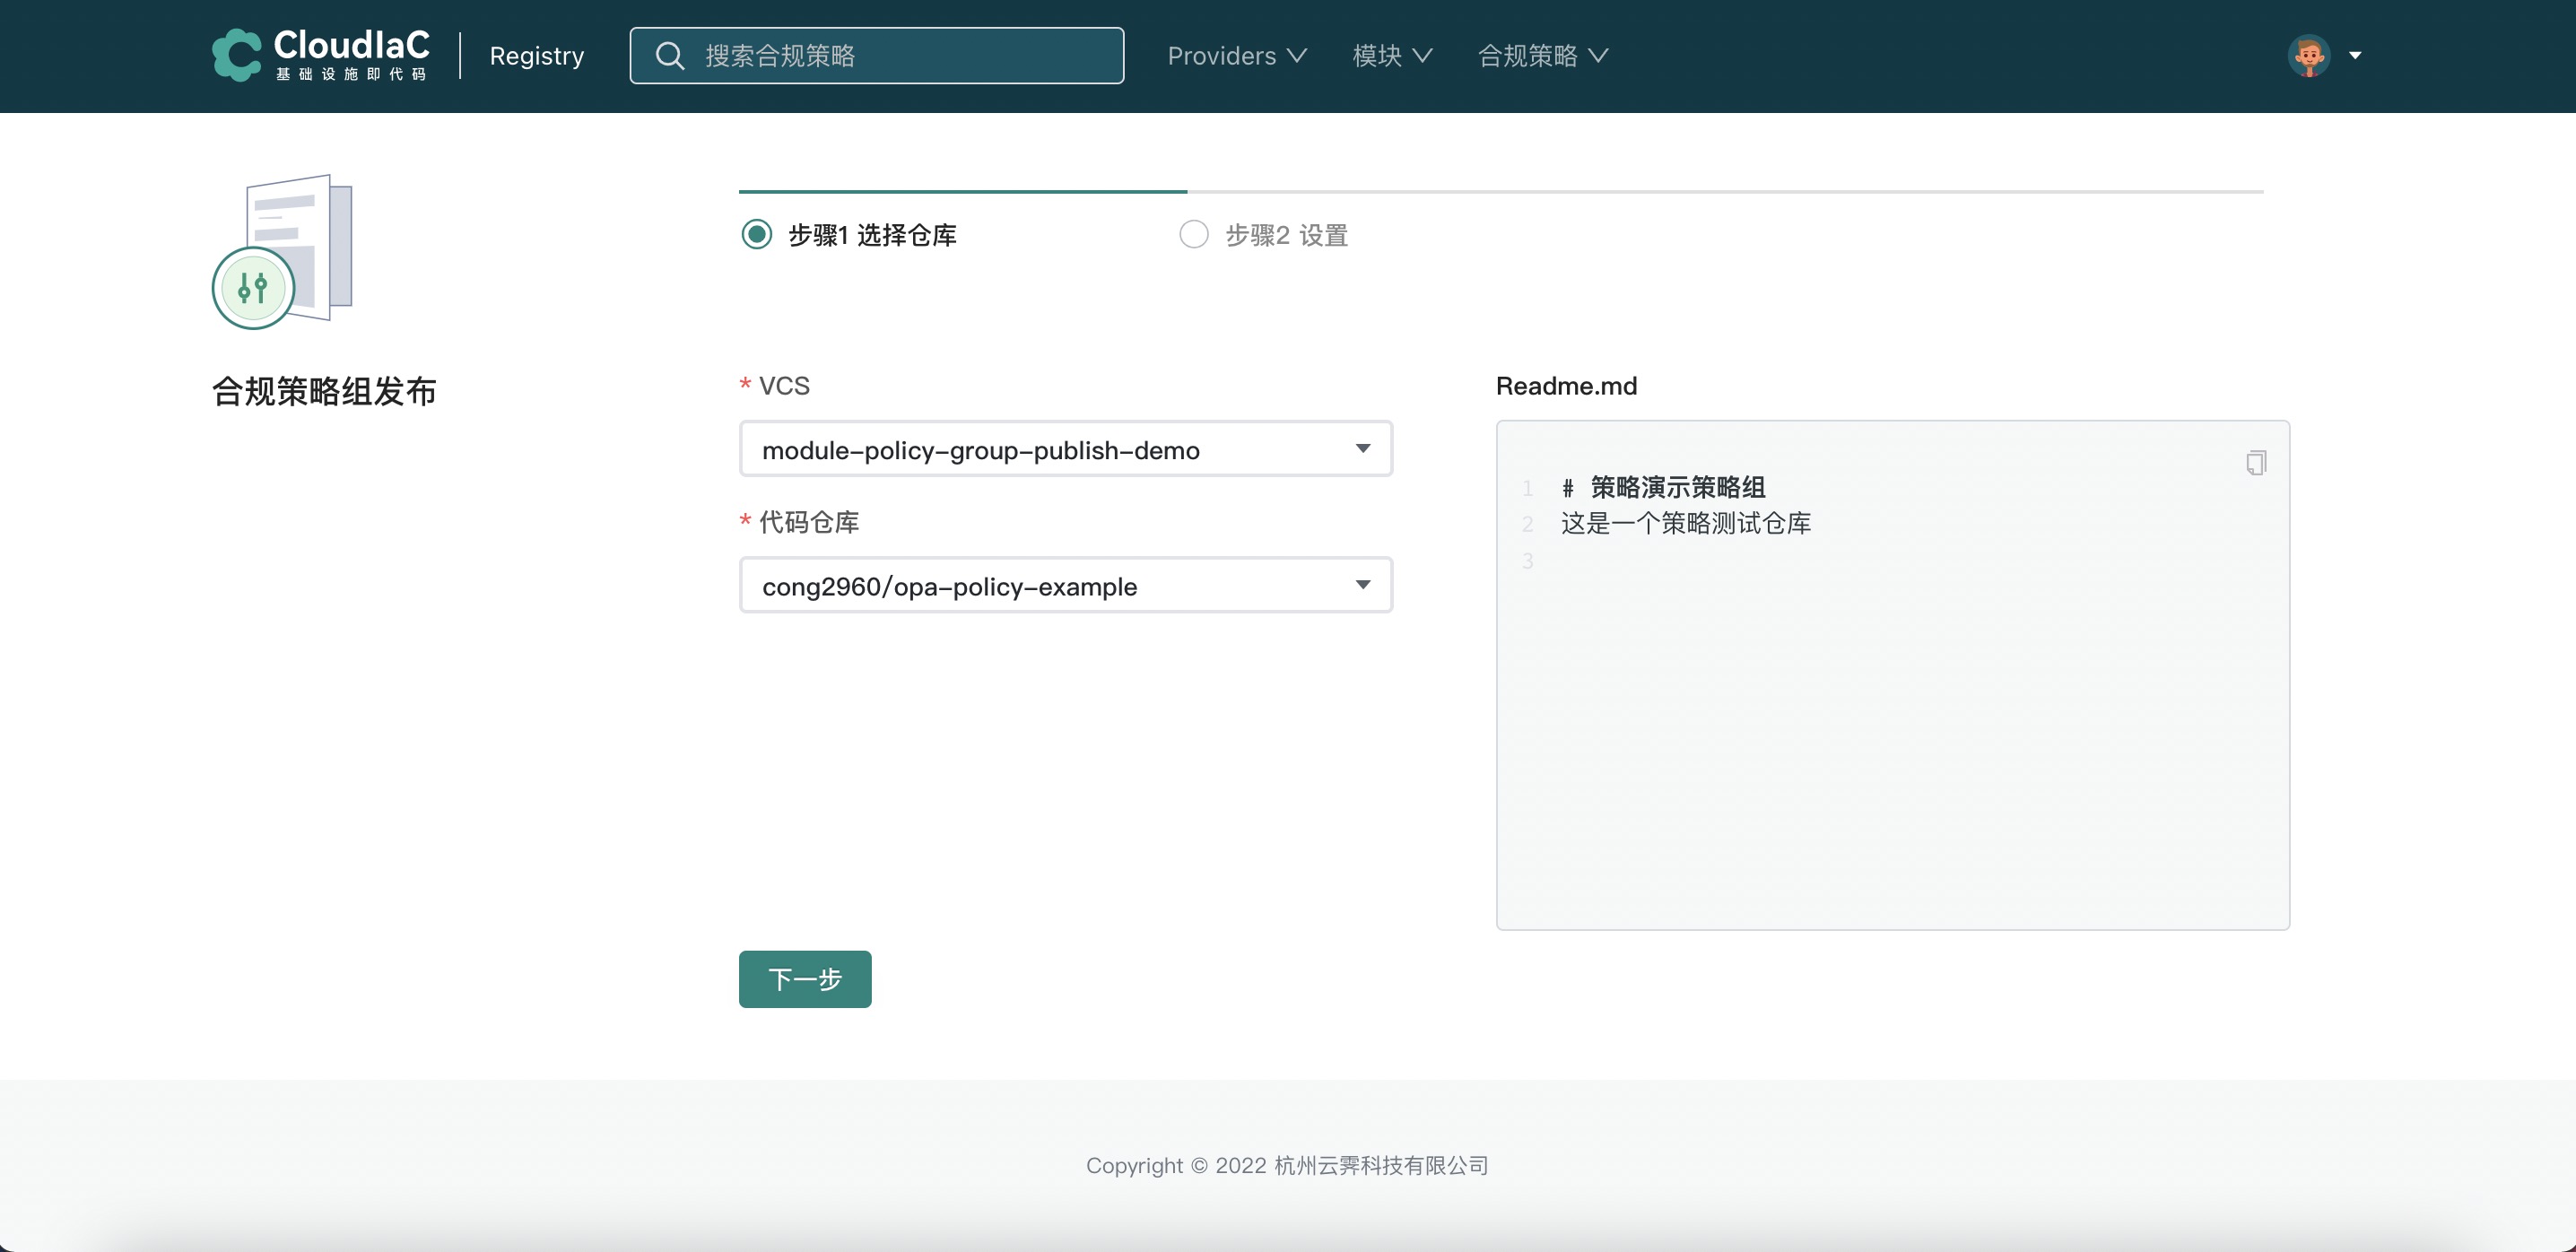 CloudIaC
基础设施即代码
Registry
搜索合规策略
Providers
模块
合规策略
步骤1 选择仓库
步骤2 设置
合规策略组发布
* VCS
module-policy-group-publish-demo
* 代码仓库
cong2960/opa-policy-example
Readme.md
1 # 策略演示策略组
2 这是一个策略测试仓库
3
下一步
Copyright © 2022 杭州云霁科技有限公司